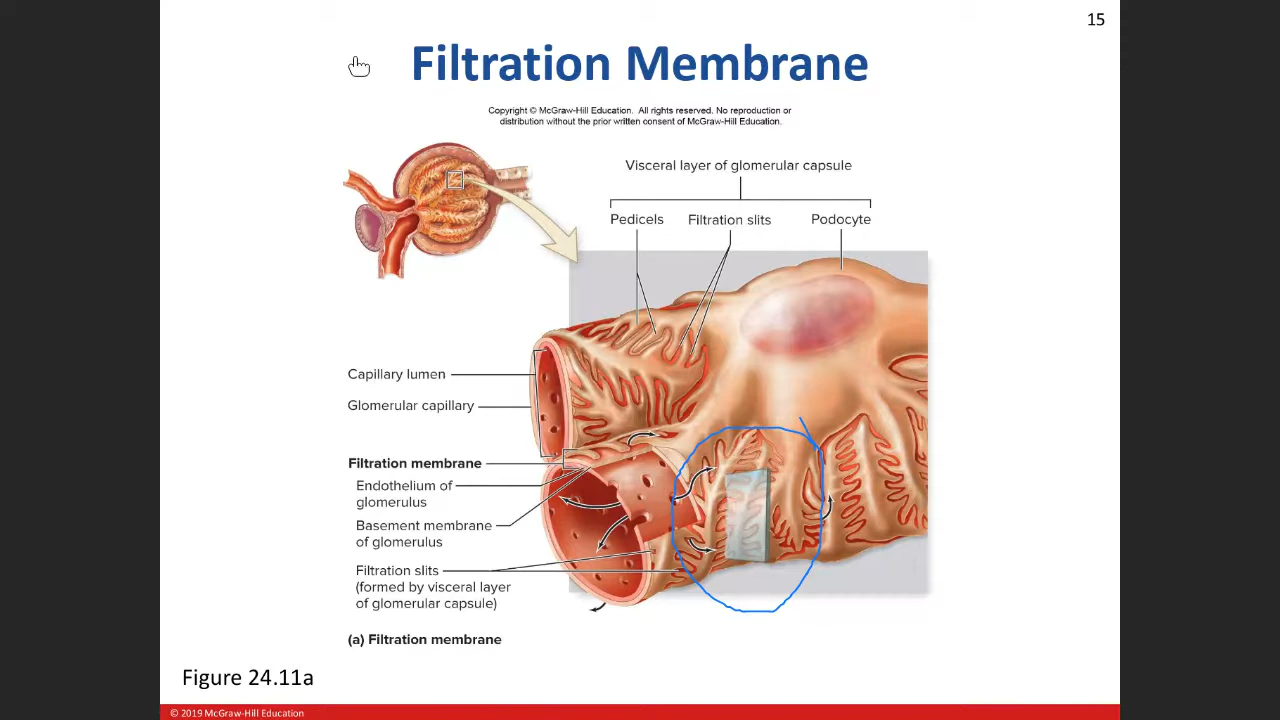 15
Filtration Membrane
Copyright © McGraw-Hill Education. All rights reserved. No reproduction or
distribution without the prior written consent of McGraw-Hill Education.
Visceral layer of glomerular capsule
Pedicels Filtration slits Podocyte
Capillary lumen
Glomerular capillary
Filtration membrane
Endothelium of
glomerulus
Basement membrane
of glomerulus
Filtration slits
(formed by visceral layer
of glomerular capsule)
(a) Filtration membrane
Figure 24.11a
© 2019 McGraw-Hill Education